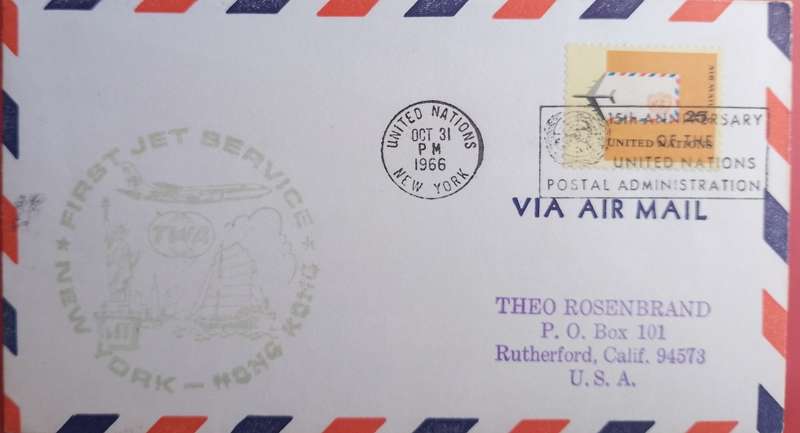 ★ FIRST JET SERVICE ★
TWA
NEW YORK — HONG KONG
UNITED NATIONS
OCT 31
PM
1966
NEW YORK
AIR MAIL
25
UNITED NATIONS
15th ANNIVERSARY
OF THE
UNITED NATIONS
POSTAL ADMINISTRATION
VIA AIR MAIL
THEO ROSENBRAND
P. O. Box 101
Rutherford, Calif. 94573
U. S. A.